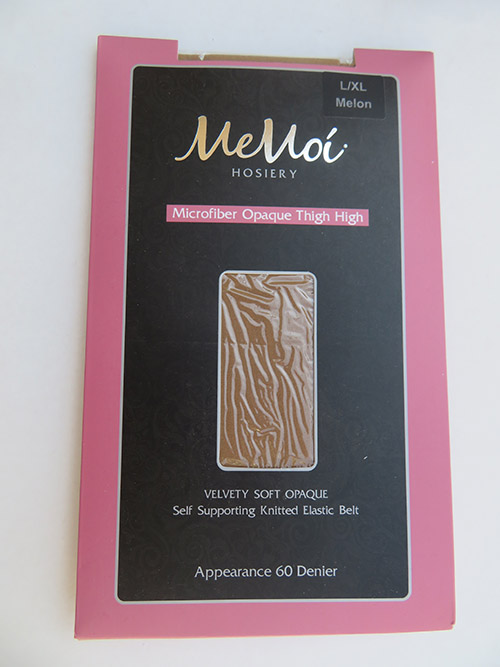 L/XL
Melon
MeMoi
HOSIERY
Microfiber Opaque Thigh High
VELVETY SOFT OPAQUE
Self Supporting Knitted Elastic Belt
Appearance 60 Denier